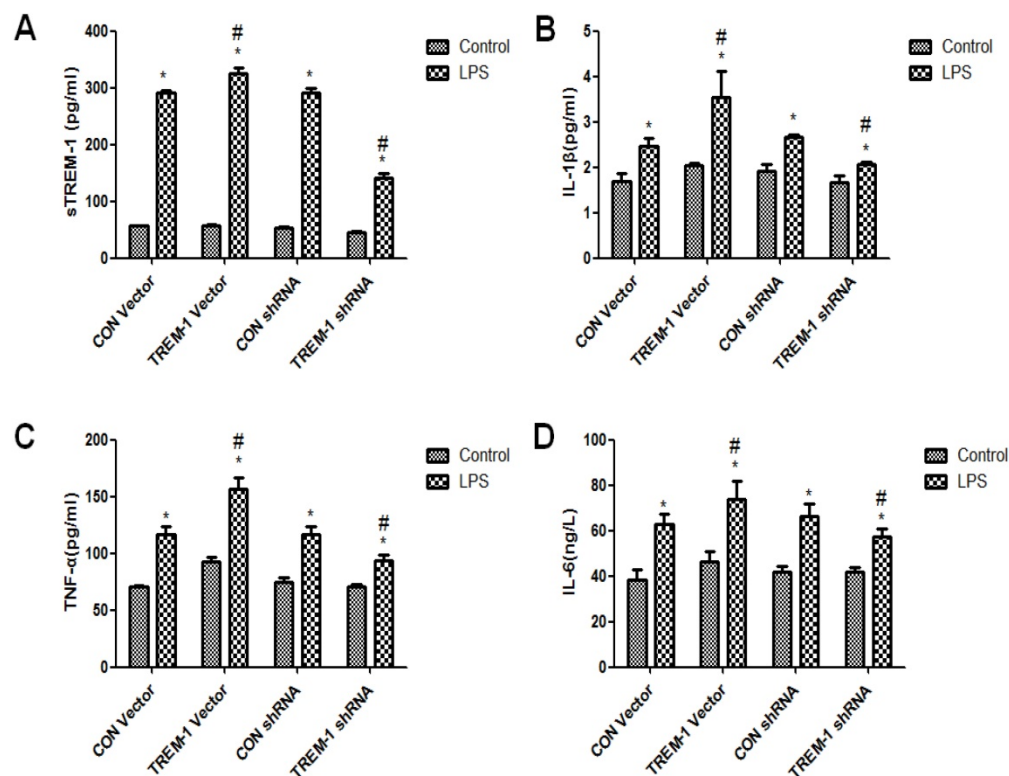 A
sTREM-1 (pg/ml)
400
300
200
100
0
#
*
*
*
#
*
Control
LPS
CON Vector
TREM-1 Vector
CON shRNA
TREM-1 shRNA
B
IL-1β(pg/ml)
5
4
3
2
1
0
#
*
*
*
#
*
Control
LPS
CON Vector
TREM-1 Vector
CON shRNA
TREM-1 shRNA
C
TNF-α(pg/ml)
200
150
100
50
0
#
*
*
*
#
*
Control
LPS
CON Vector
TREM-1 Vector
CON shRNA
TREM-1 shRNA
D
IL-6(ng/L)
100
80
60
40
20
0
#
*
*
*
#
*
Control
LPS
CON Vector
TREM-1 Vector
CON shRNA
TREM-1 shRNA